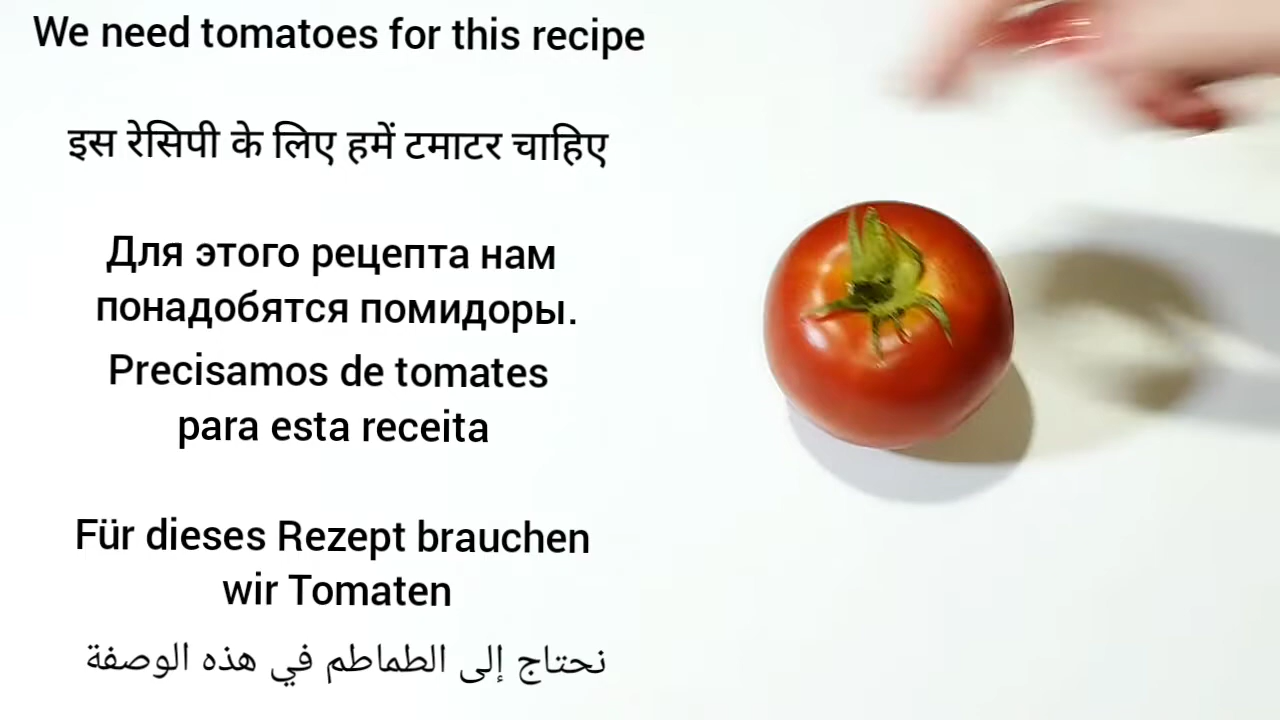 We need tomatoes for this recipe
इस रेसिपी के लिए हमें टमाटर चाहिए
Для этого рецепта нам
понадобятся помидоры.
Precisamos de tomates
para esta receita
Für dieses Rezept brauchen
wir Tomaten
نحتاج إلى الطماطم في هذه الوصفة